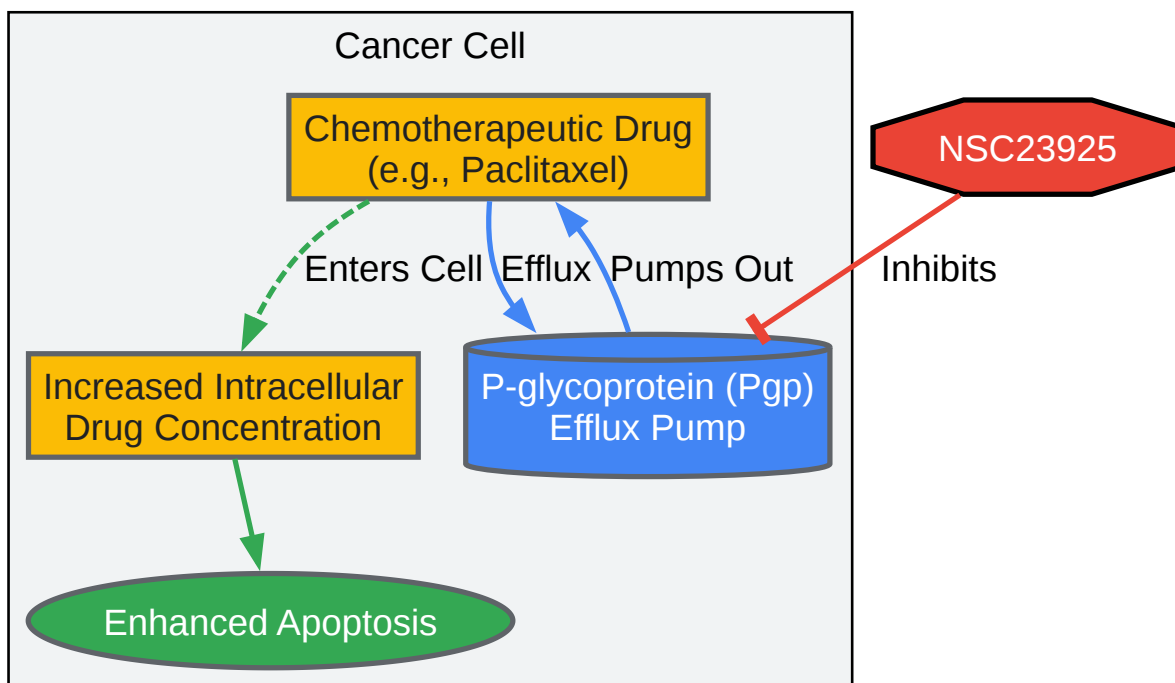 Cancer Cell
Chemotherapeutic Drug
(e.g., Paclitaxel)
NSC23925
Enters Cell
Efflux
Pumps Out
Inhibits
Increased Intracellular
Drug Concentration
P-glycoprotein (Pgp)
Efflux Pump
Enhanced Apoptosis